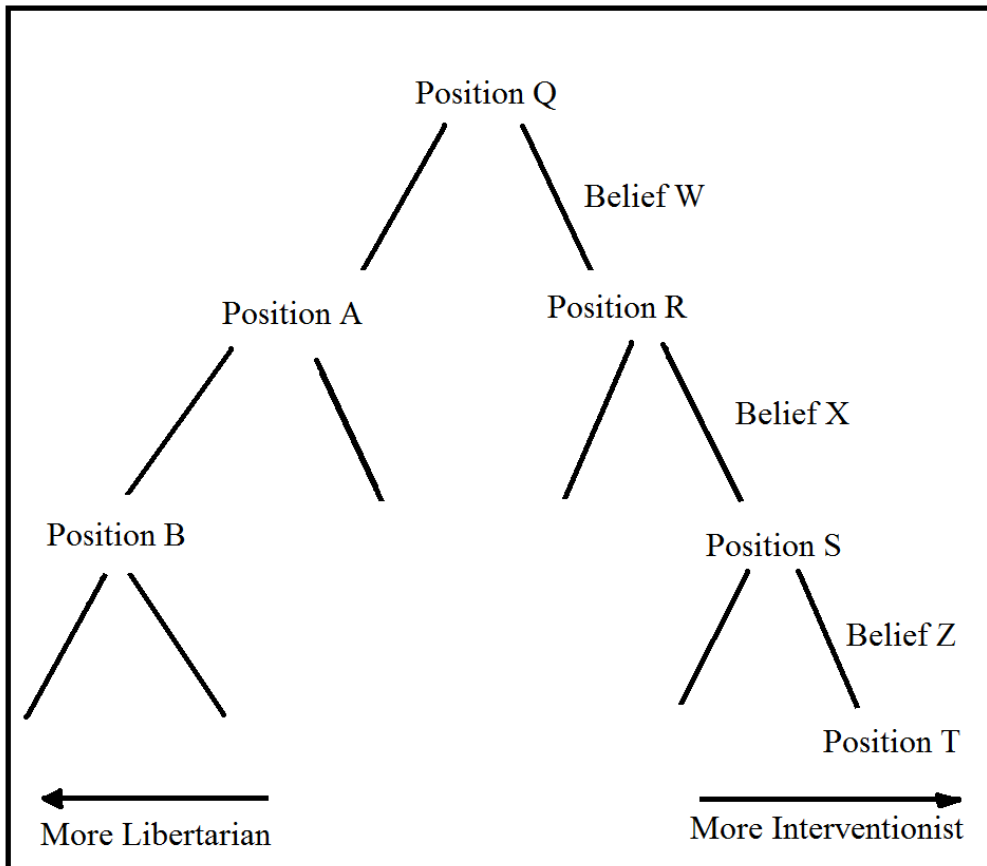 Position Q
Belief W
Position A
Position R
Belief X
Position B
Position S
Belief Z
Position T
More Libertarian
More Interventionist